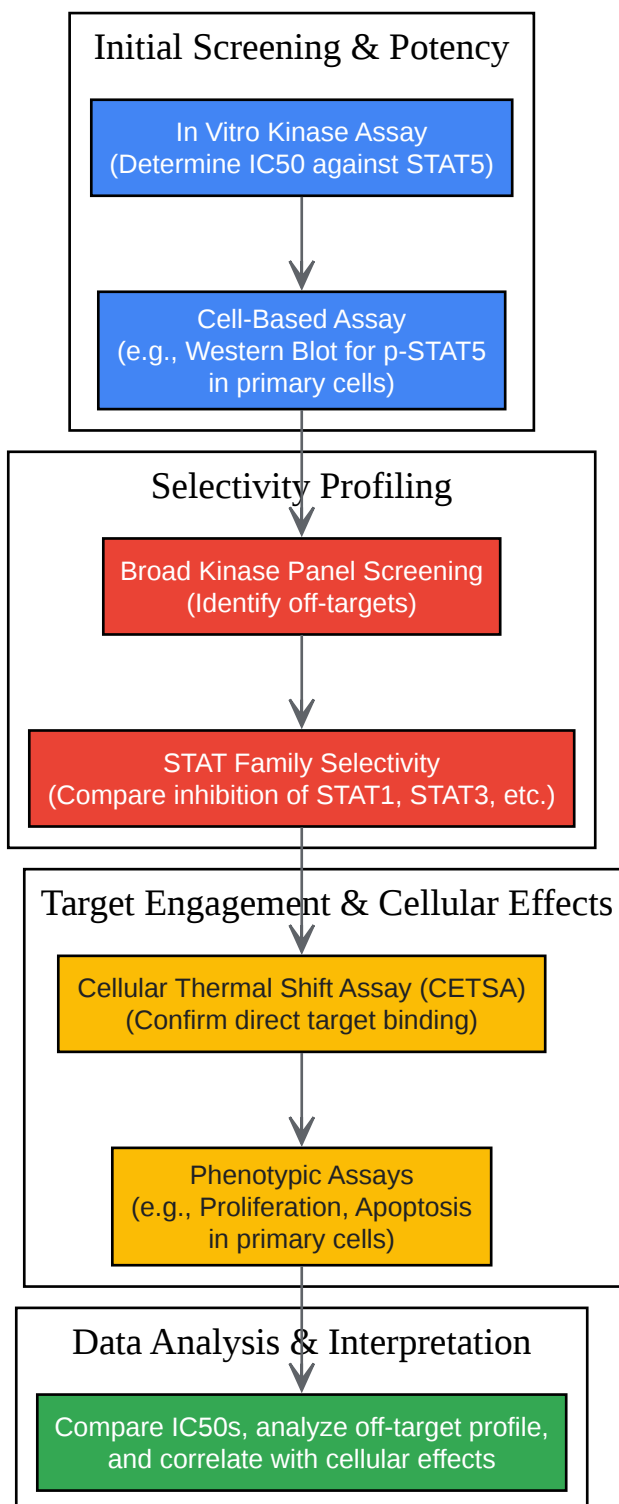 Initial Screening & Potency
In Vitro Kinase Assay
(Determine IC50 against STAT5)
Cell-Based Assay
(e.g., Western Blot for p-STAT5
in primary cells)
Selectivity Profiling
Broad Kinase Panel Screening
(Identify off-targets)
STAT Family Selectivity
(Compare inhibition of STAT1, STAT3, etc.)
Target Engagement & Cellular Effects
Cellular Thermal Shift Assay (CETSA)
(Confirm direct target binding)
Phenotypic Assays
(e.g., Proliferation, Apoptosis
in primary cells)
Data Analysis & Interpretation
Compare IC50s, analyze off-target profile,
and correlate with cellular effects